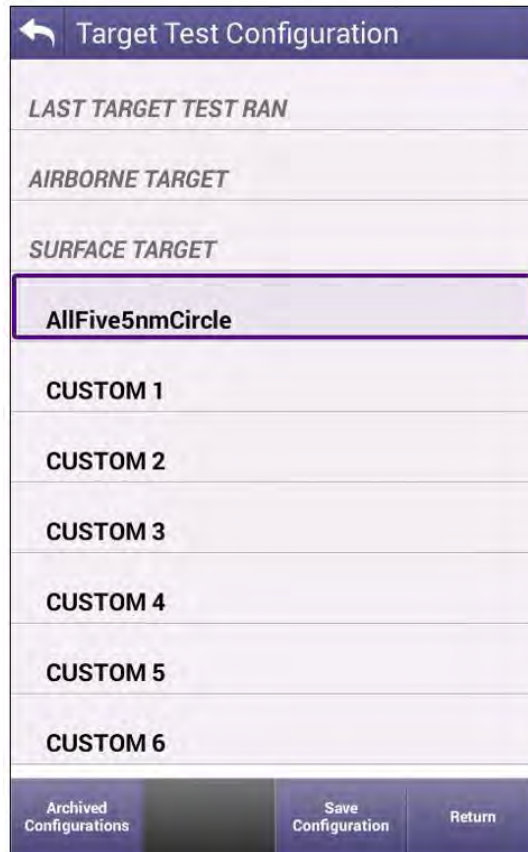 Target Test Configuration
LAST TARGET TEST RAN
AIRBORNE TARGET
SURFACE TARGET
AllFive5nmCircle
CUSTOM 1
CUSTOM 2
CUSTOM 3
CUSTOM 4
CUSTOM 5
CUSTOM 6
Archived
Configurations
Save
Configuration
Return